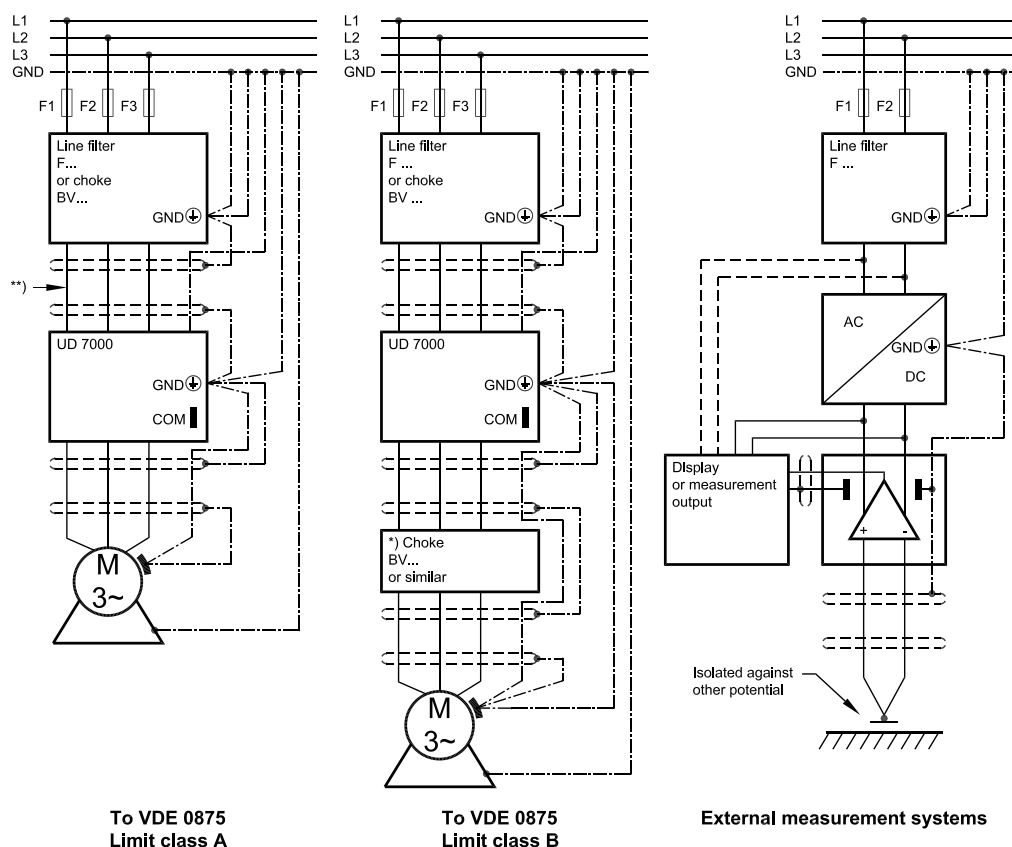 L1
L2
L3
GND
F1 F2 F3
Line filter
F ...
or choke
BV ...
GND
**)
UD 7000
GND
COM
M
3~
To VDE 0875
Limit class A
L1
L2
L3
GND
F1 F2 F3
Line filter
F ...
or choke
BV ...
GND
UD 7000
GND
COM
*) Choke
BV...
or similar
M
3~
To VDE 0875
Limit class B
L1
L2
L3
GND
F1 F2
Line filter
F ...
GND
AC
GND
DC
DIsplay
or measurement
output
+ -
Isolated against
other potential
External measurement systems